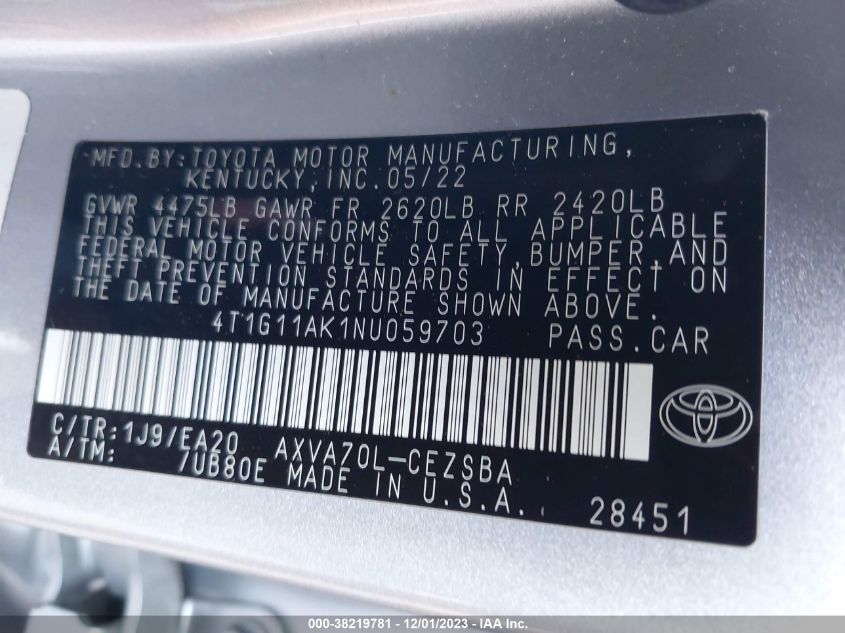 MFD.BY:TOYOTA MOTOR MANUFACTURING,
KENTUCKY, INC. 05/22
GVWR 4475LB GAWR FR 2620LB RR 2420LB
THIS VEHICLE CONFORMS TO ALL APPLICABLE
FEDERAL MOTOR VEHICLE SAFETY, BUMPER, AND
THEFT PREVENTION STANDARDS IN EFFECT ON
THE DATE OF MANUFACTURE SHOWN ABOVE.
4T1G11AK1NU059703 PASS.CAR
C/TR:1J9/EA20 AXVA70L-CEZSBA
A/TM: /UB80E MADE IN U.S.A. 28451
000-38219781 - 12/01/2023 - IAA Inc.